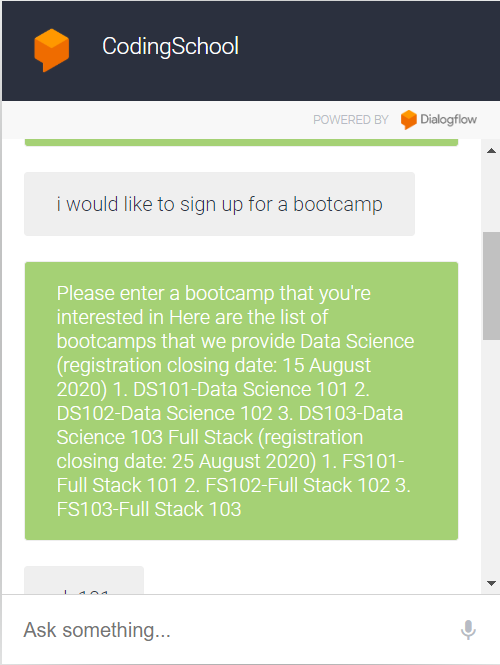 CodingSchool
POWERED BY Dialogflow
i would like to sign up for a bootcamp
Please enter a bootcamp that you're
interested in Here are the list of
bootcamps that we provide Data Science
(registration closing date: 15 August
2020) 1. DS101-Data Science 101 2.
DS102-Data Science 102 3. DS103-Data
Science 103 Full Stack (registration
closing date: 25 August 2020) 1. FS101-
Full Stack 101 2. FS102-Full Stack 102 3.
FS103-Full Stack 103
Ask something...